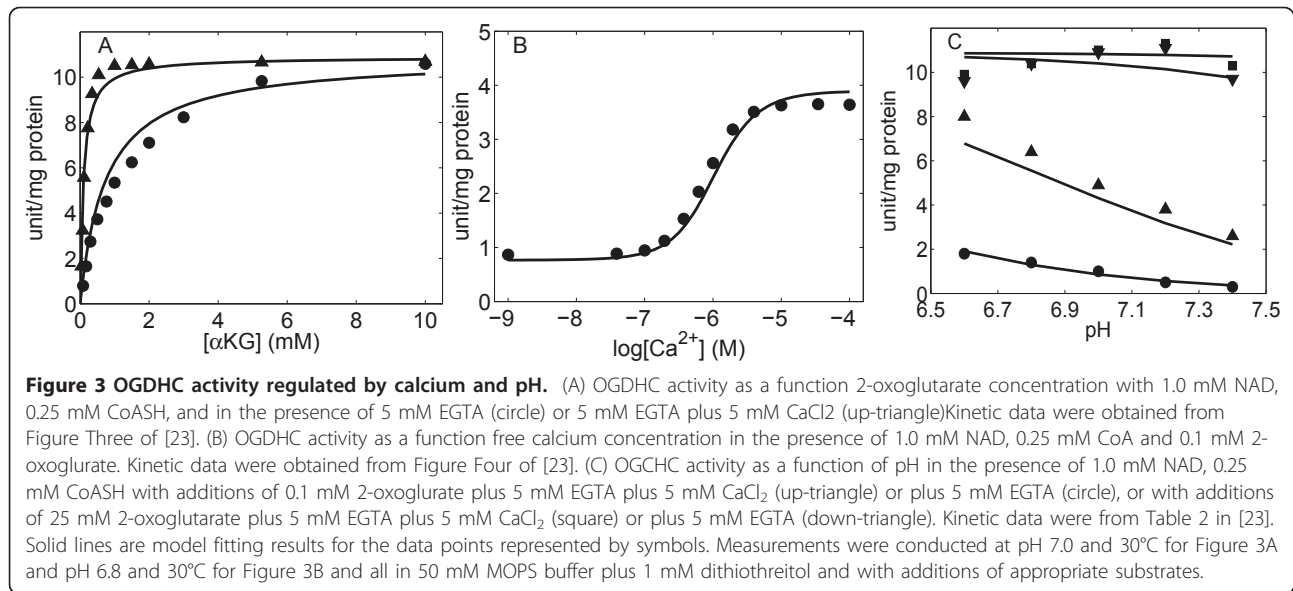 A
unit/mg protein
10
8
6
4
2
0
0 2 4 6 8 10
[αKG] (mM)
B
unit/mg protein
5
4
3
2
1
0
−9 −8 −7 −6 −5 −4
log[Ca2+] (M)
C
unit/mg protein
10
8
6
4
2
0
6.5 6.7 6.9 7.1 7.3 7.5
pH
Figure 3 OGDHC activity regulated by calcium and pH. (A) OGDHC activity as a function 2-oxoglutarate concentration with 1.0 mM NAD,
0.25 mM CoASH, and in the presence of 5 mM EGTA (circle) or 5 mM EGTA plus 5 mM CaCl2 (up-triangle)Kinetic data were obtained from
Figure Three of [23]. (B) OGDHC activity as a function free calcium concentration in the presence of 1.0 mM NAD, 0.25 mM CoA and 0.1 mM 2-
oxoglurate. Kinetic data were obtained from Figure Four of [23]. (C) OGCHC activity as a function of pH in the presence of 1.0 mM NAD, 0.25
mM CoASH with additions of 0.1 mM 2-oxoglurate plus 5 mM EGTA plus 5 mM CaCl2 (up-triangle) or plus 5 mM EGTA (circle), or with additions
of 25 mM 2-oxoglutarate plus 5 mM EGTA plus 5 mM CaCl2 (square) or plus 5 mM EGTA (down-triangle). Kinetic data were from Table 2 in [23].
Solid lines are model fitting results for the data points represented by symbols. Measurements were conducted at pH 7.0 and 30°C for Figure 3A
and pH 6.8 and 30°C for Figure 3B and all in 50 mM MOPS buffer plus 1 mM dithiothreitol and with additions of appropriate substrates.